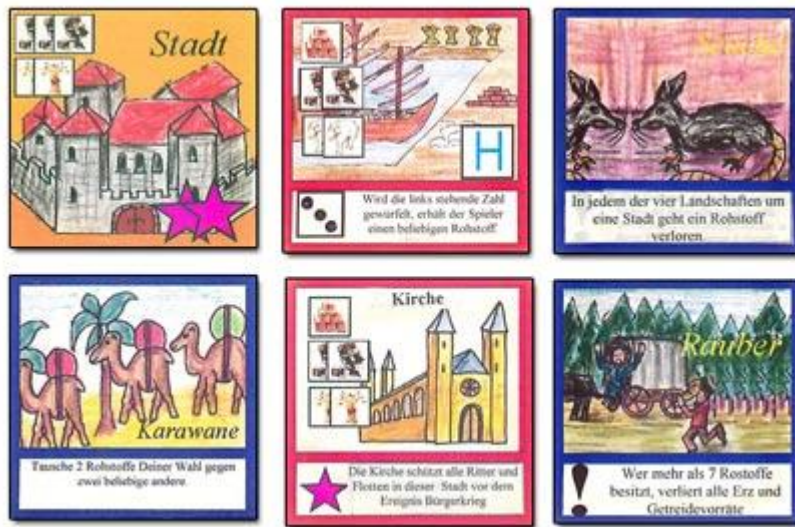 Stadt
H
Wird die links stehende Zahl
gewürfelt, erhält der Spieler
einen beliebigen Rohstoff
Seuche
In jedem der vier Landschaften um
eine Stadt geht ein Rohstoff
verloren
Karawane
Tausche 2 Rohstoffe Deiner Wahl gegen
zwei beliebige andere.
Kirche
Die Kirche schützt alle Ritter und
Flotten in dieser Stadt vor dem
Ereignis Bürgerkrieg
Räuber
! Wer mehr als 7 Rostoffe
besitzt, verliert alle Erz und
Getreidevorräte